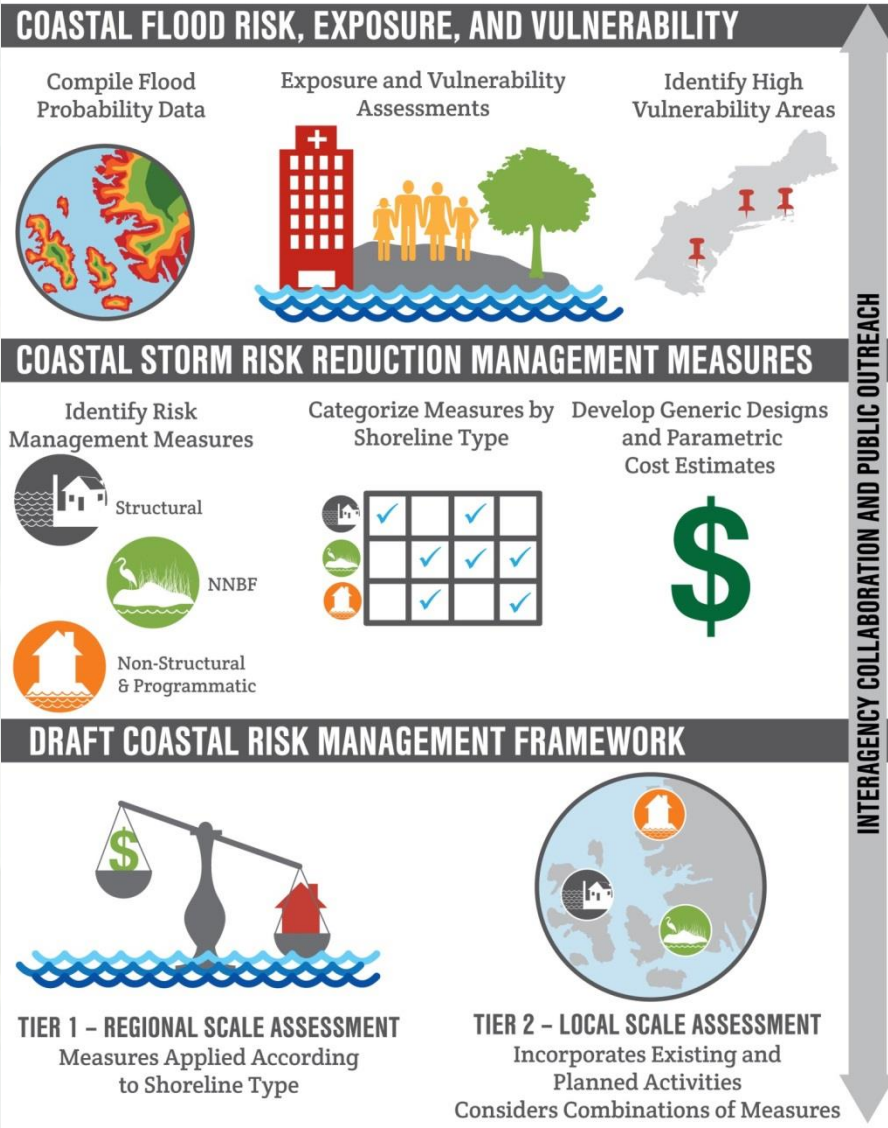 COASTAL FLOOD RISK, EXPOSURE, AND VULNERABILITY
Compile Flood
Probability Data
Exposure and Vulnerability
Assessments
Identify High
Vulnerability Areas
COASTAL STORM RISK REDUCTION MANAGEMENT MEASURES
Identify Risk
Management Measures
Structural
NNBF
Non-Structural
& Programmatic
Categorize Measures by
Shoreline Type
Develop Generic Designs
and Parametric
Cost Estimates
$
DRAFT COASTAL RISK MANAGEMENT FRAMEWORK
$
TIER 1 – REGIONAL SCALE ASSESSMENT
Measures Applied According
to Shoreline Type
TIER 2 – LOCAL SCALE ASSESSMENT
Incorporates Existing and
Planned Activities
Considers Combinations of Measures
INTERAGENCY COLLABORATION AND PUBLIC OUTREACH